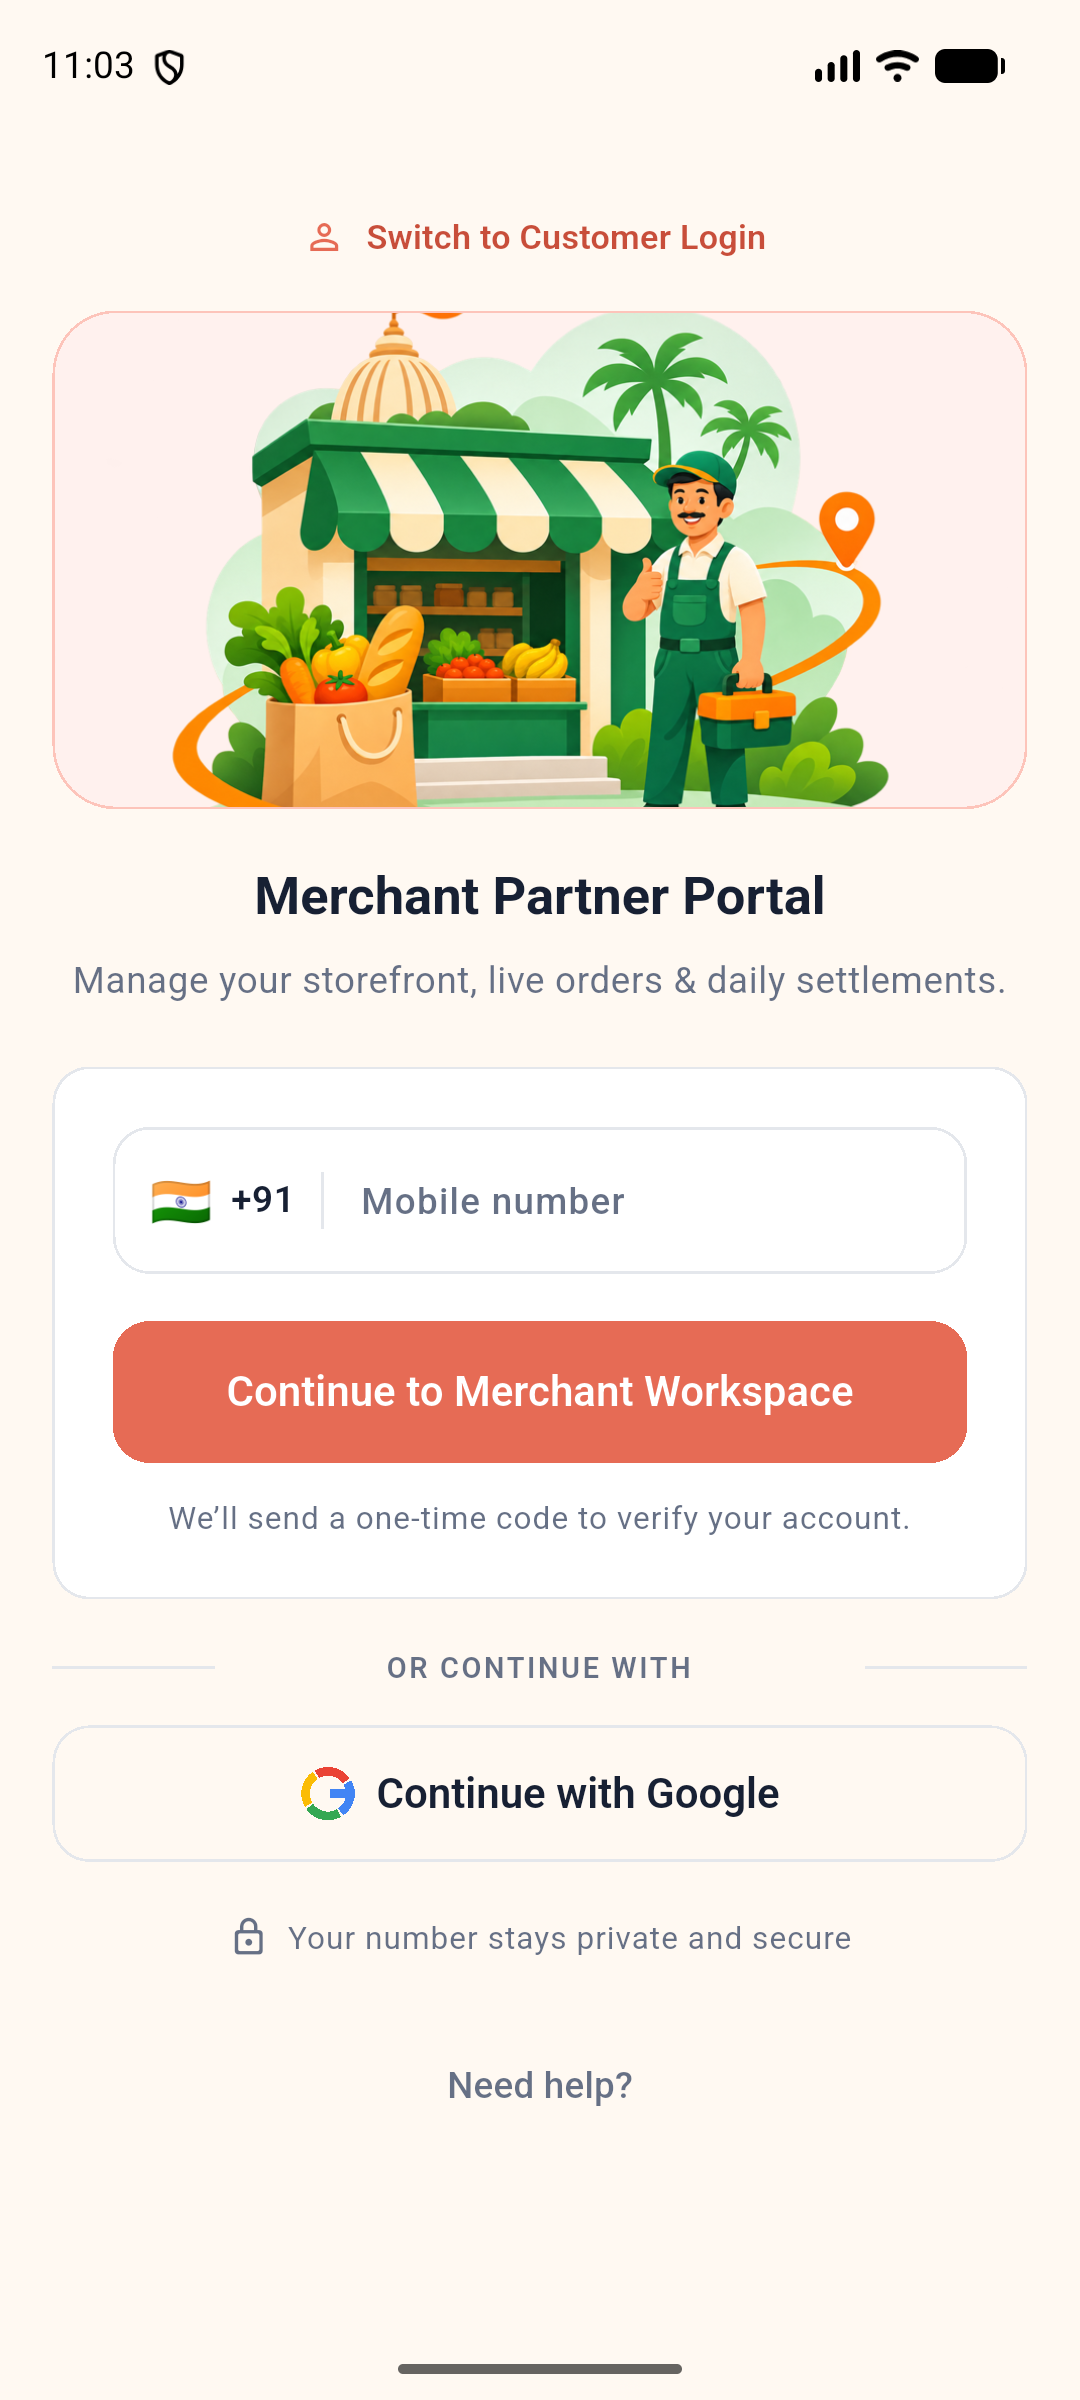 11:03
Switch to Customer Login
Merchant Partner Portal
Manage your storefront, live orders & daily settlements.
+91 Mobile number
Continue to Merchant Workspace
We’ll send a one-time code to verify your account.
OR CONTINUE WITH
Continue with Google
Your number stays private and secure
Need help?